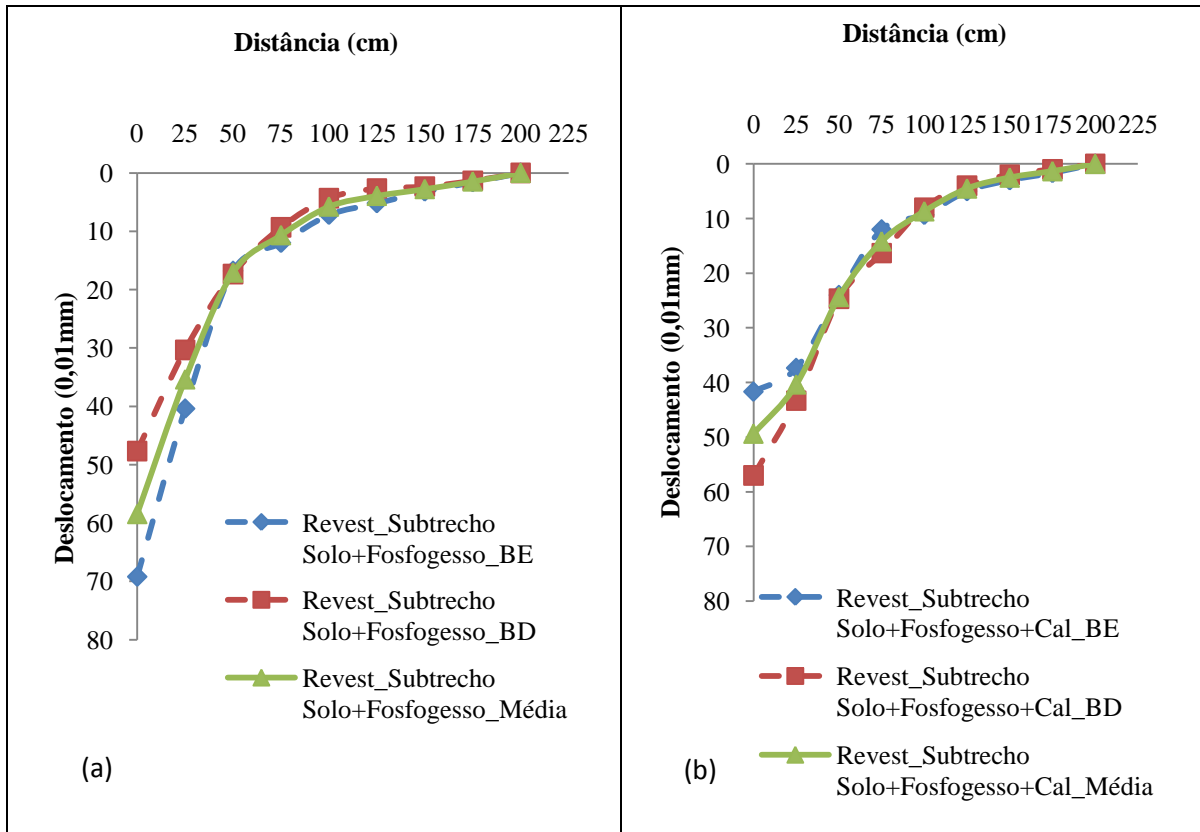 Distância (cm)
0 25 50 75 100 125 150 175 200 225
0
10
20
30
40
50
60
70
80
Deslocamento (0,01mm)
Revest_Subtrecho
Solo+Fosfogesso_BE
Revest_Subtrecho
Solo+Fosfogesso_BD
Revest_Subtrecho
Solo+Fosfogesso_Média
(a)
Distância (cm)
0 25 50 75 100 125 150 175 200 225
0
10
20
30
40
50
60
70
80
Deslocamento (0,01mm)
Revest_Subtrecho
Solo+Fosfogesso+Cal_BE
Revest_Subtrecho
Solo+Fosfogesso+Cal_BD
Revest_Subtrecho
Solo+Fosfogesso+Cal_Média
(b)